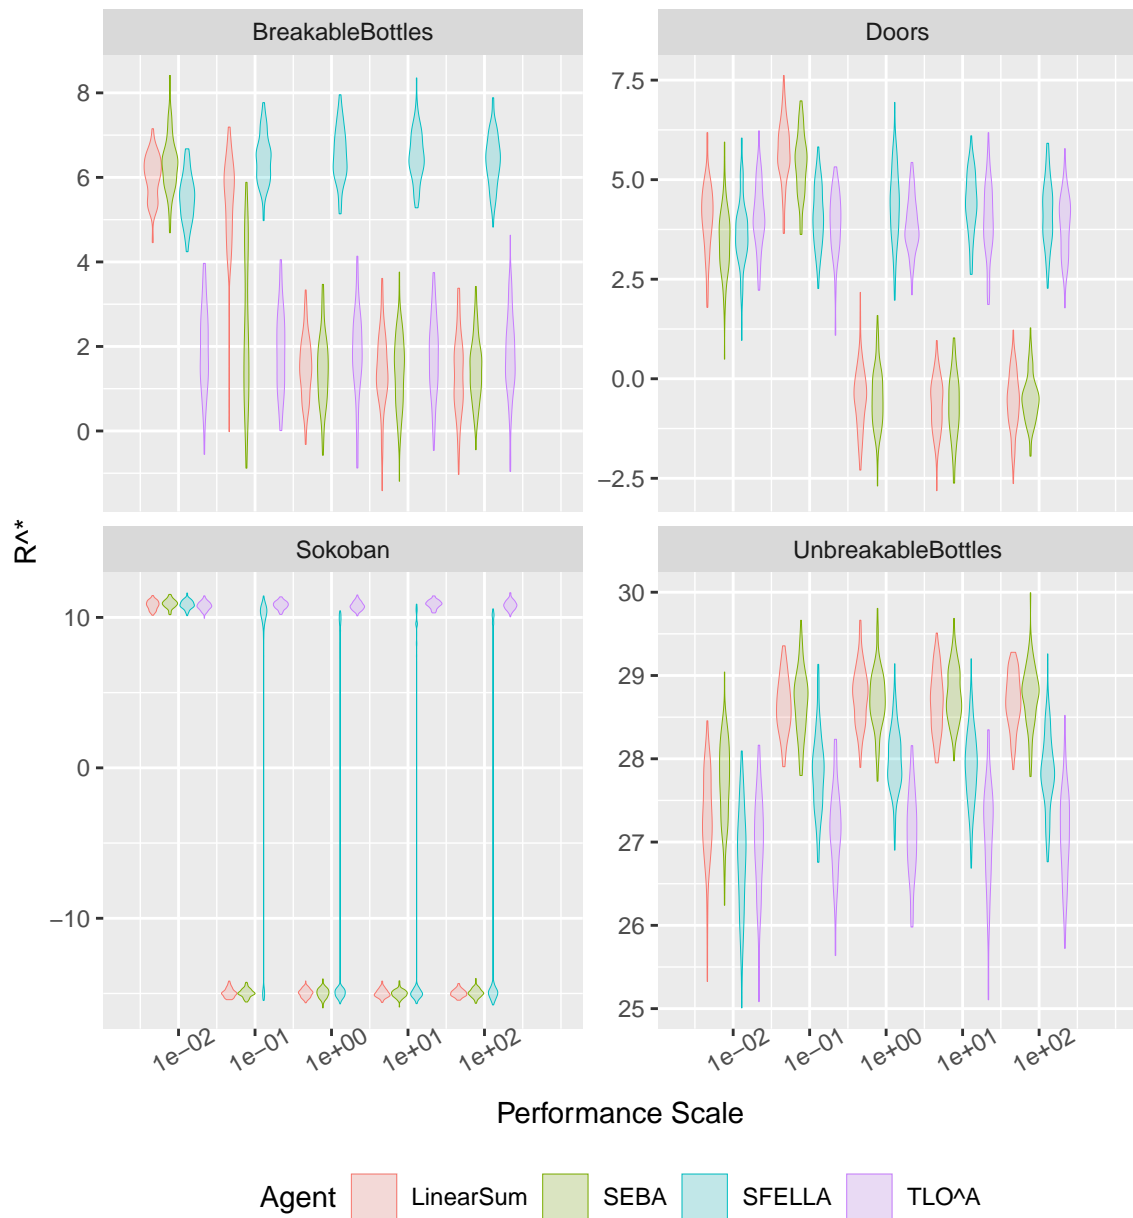 BreakableBottles
Doors
8
6
4
2
0
7.5
5.0
2.5
0.0
−2.5
R^*
Sokoban
UnbreakableBottles
10
0
−10
30
29
28
27
26
25
1e−02
1e−01
1e+00
1e+01
1e+02
1e−02
1e−01
1e+00
1e+01
1e+02
Performance Scale
Agent LinearSum SEBA SFELLA TLO^A